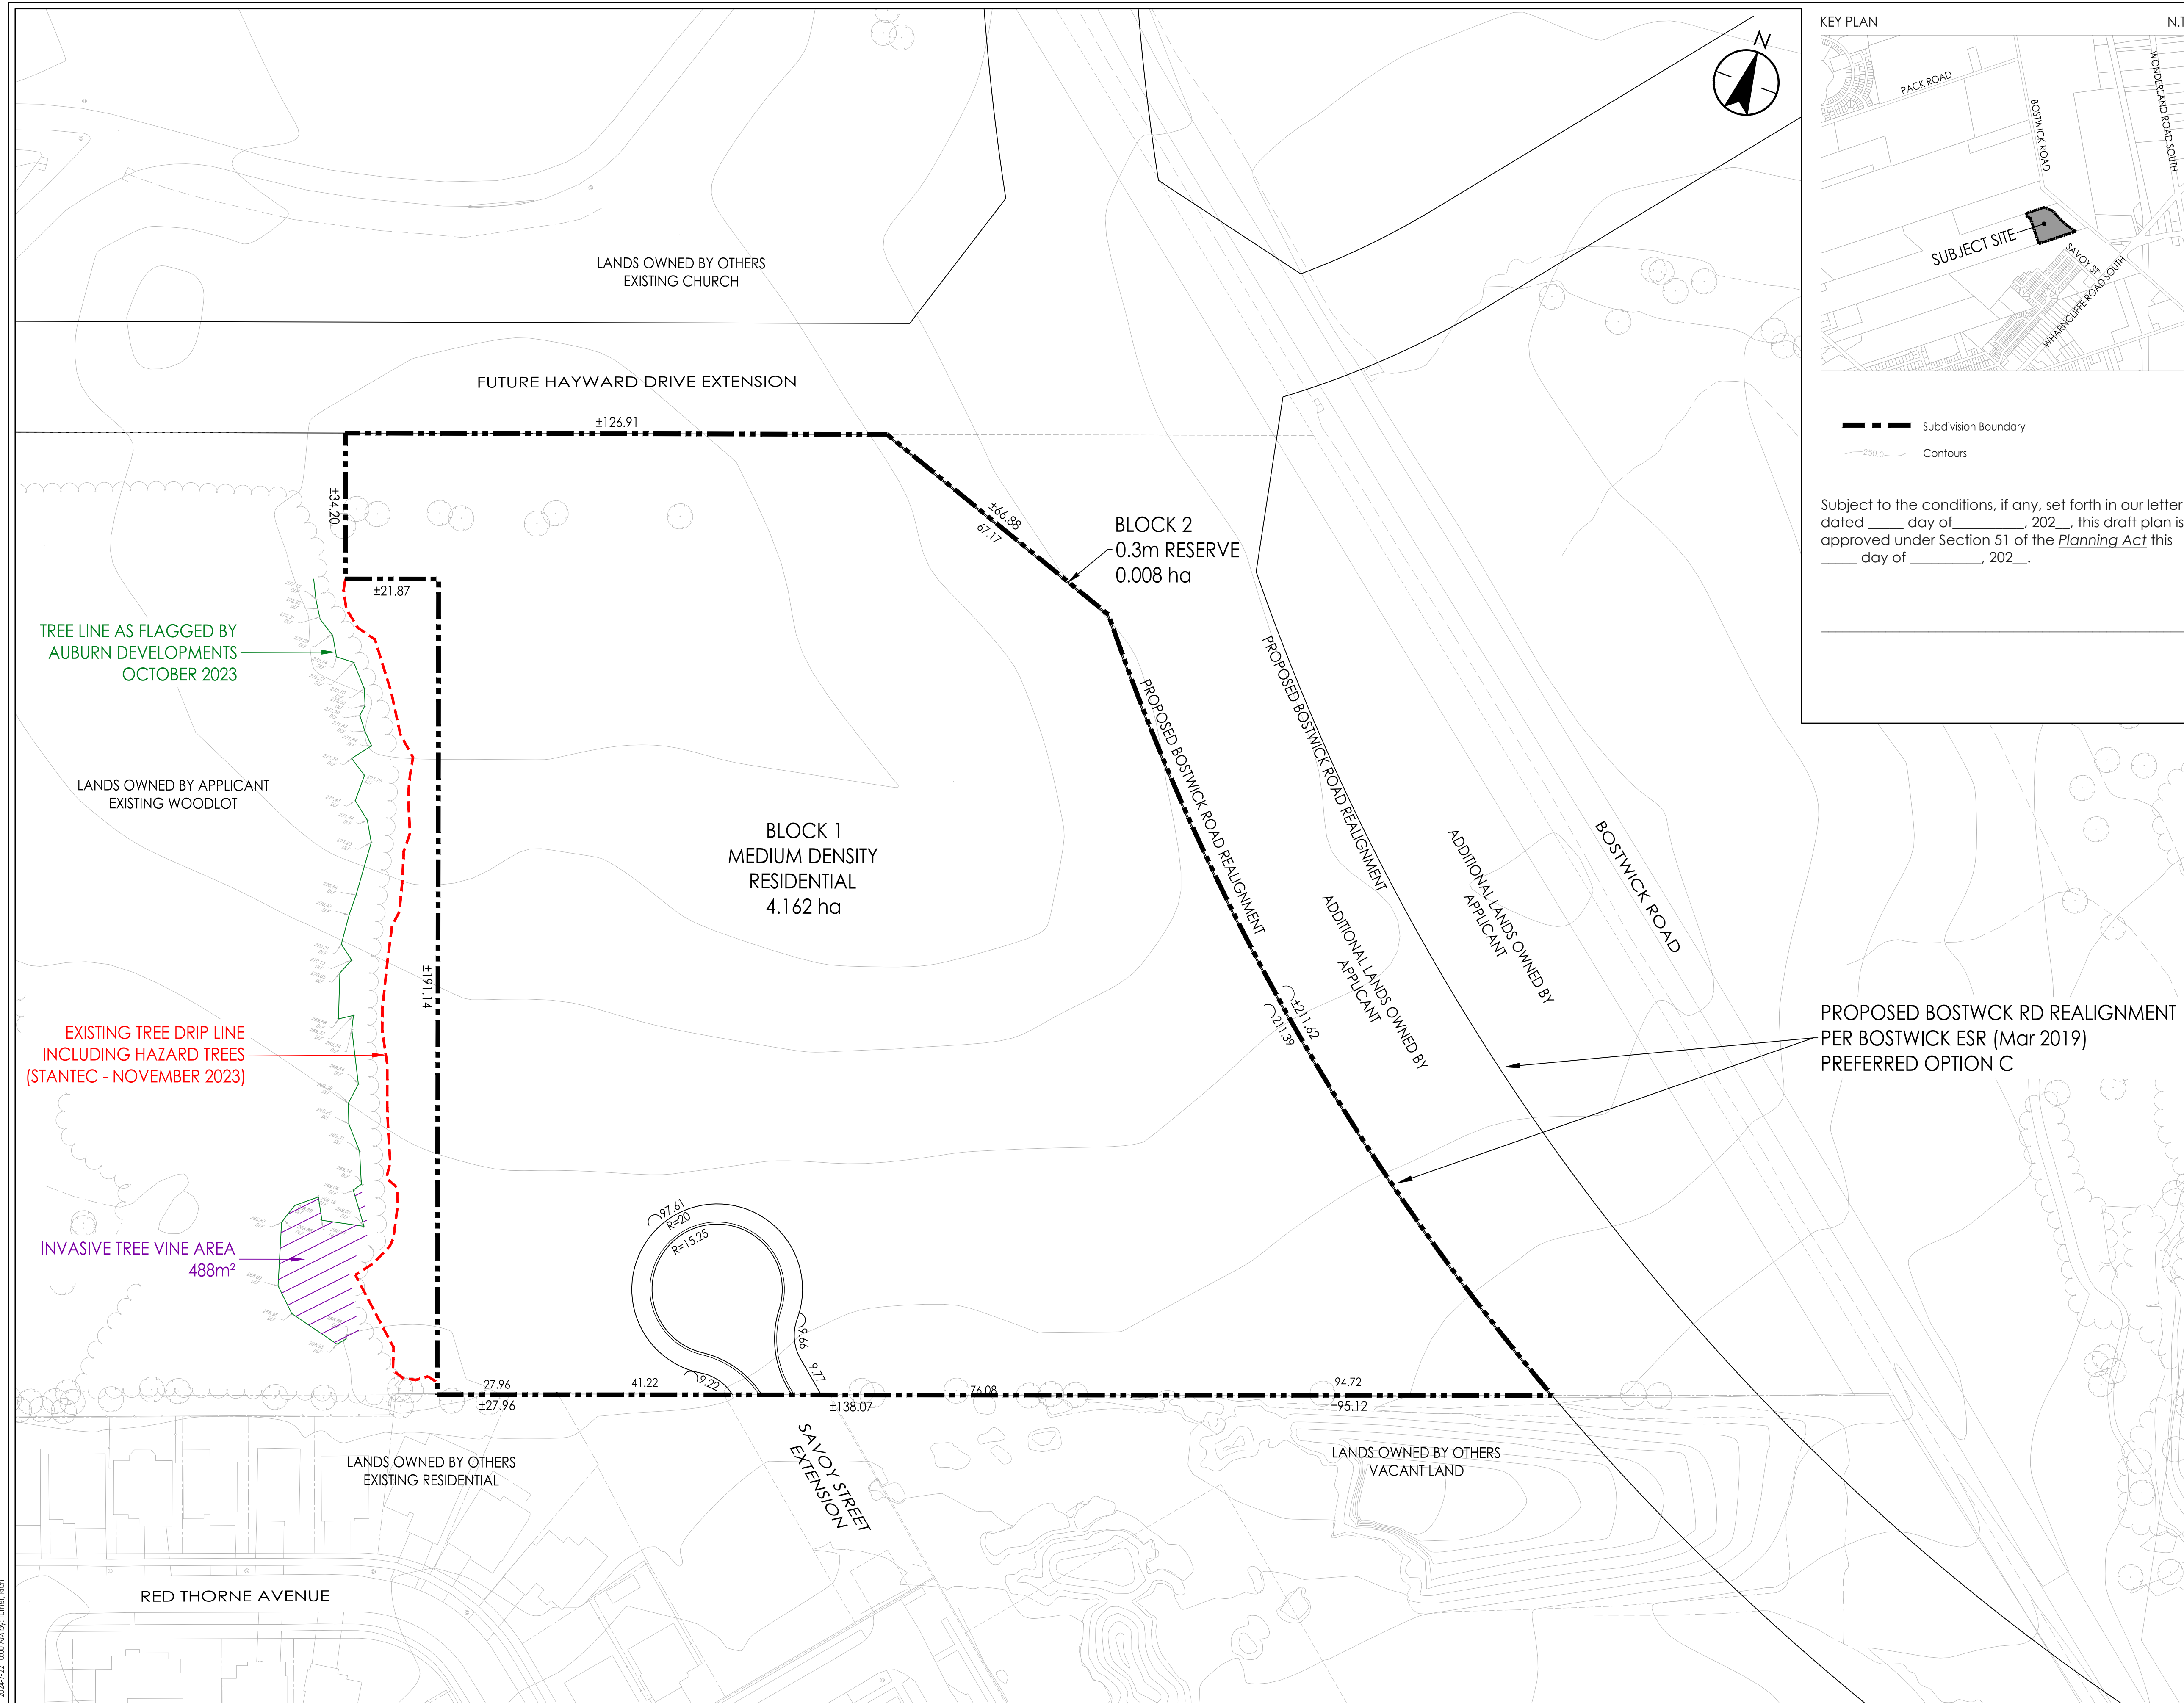 KEY PLAN
PACK ROAD
BOSTWICK ROAD
WONDERLAND ROAD SOUTH
SUBJECT SITE
SAVOY ST
WHARNCLIFFE ROAD SOUTH
N
Subdivision Boundary
250.0
Contours
Subject to the conditions, if any, set forth in our letter
dated _____ day of__________, 202__, this draft plan is
approved under Section 51 of the Planning Act this
_____ day of __________, 202__.
LANDS OWNED BY OTHERS
EXISTING CHURCH
FUTURE HAYWARD DRIVE EXTENSION
±126.91
±34.20
±21.87
±66.88
67.17
BLOCK 2
0.3m RESERVE
0.008 ha
TREE LINE AS FLAGGED BY
AUBURN DEVELOPMENTS
OCTOBER 2023
LANDS OWNED BY APPLICANT
EXISTING WOODLOT
BLOCK 1
MEDIUM DENSITY
RESIDENTIAL
4.162 ha
PROPOSED BOSTWICK ROAD REALIGNMENT
PROPOSED BOSTWICK ROAD REALIGNMENT
ADDITIONAL LANDS OWNED BY
APPLICANT
ADDITIONAL LANDS OWNED BY
APPLICANT
BOSTWICK ROAD
±191.14
±211.62
211.39
PROPOSED BOSTWCK RD REALIGNMENT
PER BOSTWICK ESR (Mar 2019)
PREFERRED OPTION C
EXISTING TREE DRIP LINE
INCLUDING HAZARD TREES
(STANTEC - NOVEMBER 2023)
INVASIVE TREE VINE AREA
488m²
97.61
R=20
R=15.25
9.66
9.77
9.22
27.96
41.22
76.08
94.72
±27.96
±138.07
±95.12
SAVOY STREET
EXTENSION
LANDS OWNED BY OTHERS
EXISTING RESIDENTIAL
LANDS OWNED BY OTHERS
VACANT LAND
RED THORNE AVENUE